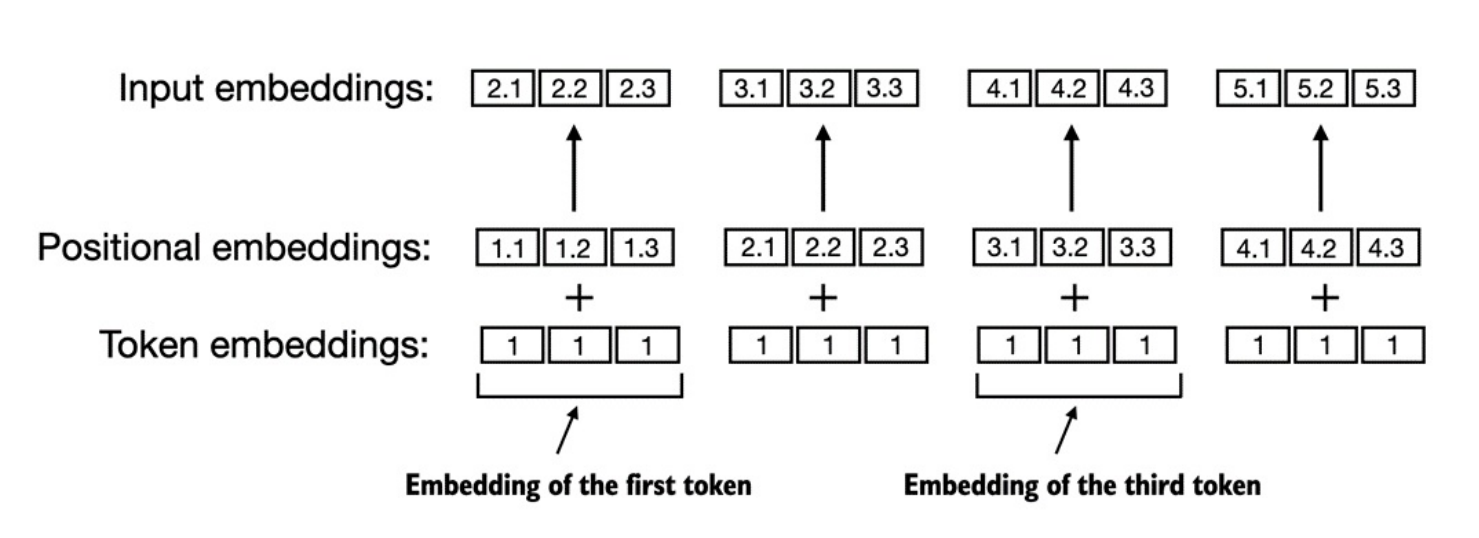 Input embeddings: 2.1 2.2 2.3 3.1 3.2 3.3 4.1 4.2 4.3 5.1 5.2 5.3
Positional embeddings: 1.1 1.2 1.3 2.1 2.2 2.3 3.1 3.2 3.3 4.1 4.2 4.3
+ + + +
Token embeddings: 1 1 1 1 1 1 1 1 1 1 1 1
Embedding of the first token Embedding of the third token